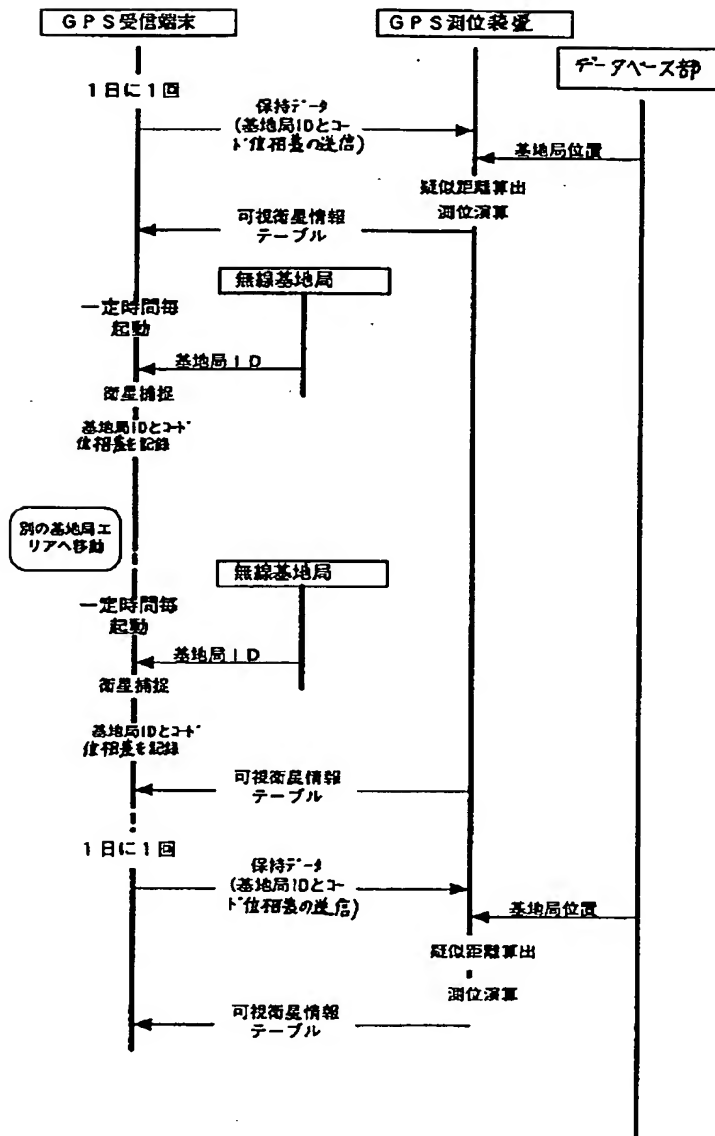 GPS受信端末
GPS測位装置
データベース部
1日に1回
保持データ
(基地局IDとコー
ド位相差の送信)
基地局位置
疑似距離算出
測位演算
可視衛星情報
テーブル
無線基地局
一定時間毎
起動
基地局ID
衛星捕捉
基地局IDとコード
位相差を記録
別の基地局エ
リアへ移動
無線基地局
一定時間毎
起動
基地局ID
衛星捕捉
基地局IDとコード
位相差を記録
可視衛星情報
テーブル
1日に1回
保持データ
(基地局IDとコー
ド位相差の送信)
基地局位置
疑似距離算出
測位演算
可視衛星情報
テーブル